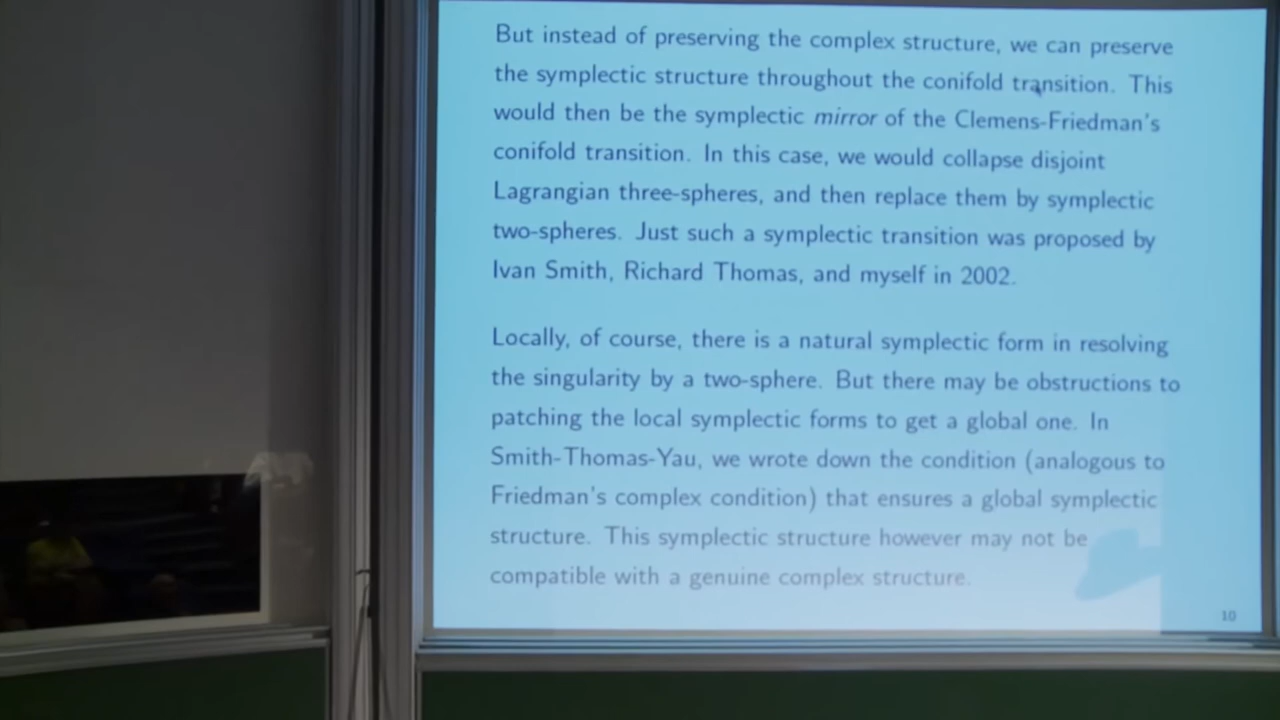 But instead of preserving the complex structure, we can preserve
the symplectic structure throughout the conifold transition. This
would then be the symplectic mirror of the Clemens-Friedman's
conifold transition. In this case, we would collapse disjoint
Lagrangian three-spheres, and then replace them by symplectic
two-spheres. Just such a symplectic transition was proposed by
Ivan Smith, Richard Thomas, and myself in 2002.
Locally, of course, there is a natural symplectic form in resolving
the singularity by a two-sphere. But there may be obstructions to
patching the local symplectic forms to get a global one. In
Smith-Thomas-Yau, we wrote down the condition (analogous to
Friedman's complex condition) that ensures a global symplectic
structure. This symplectic structure however may not be
compatible with a genuine complex structure.
10